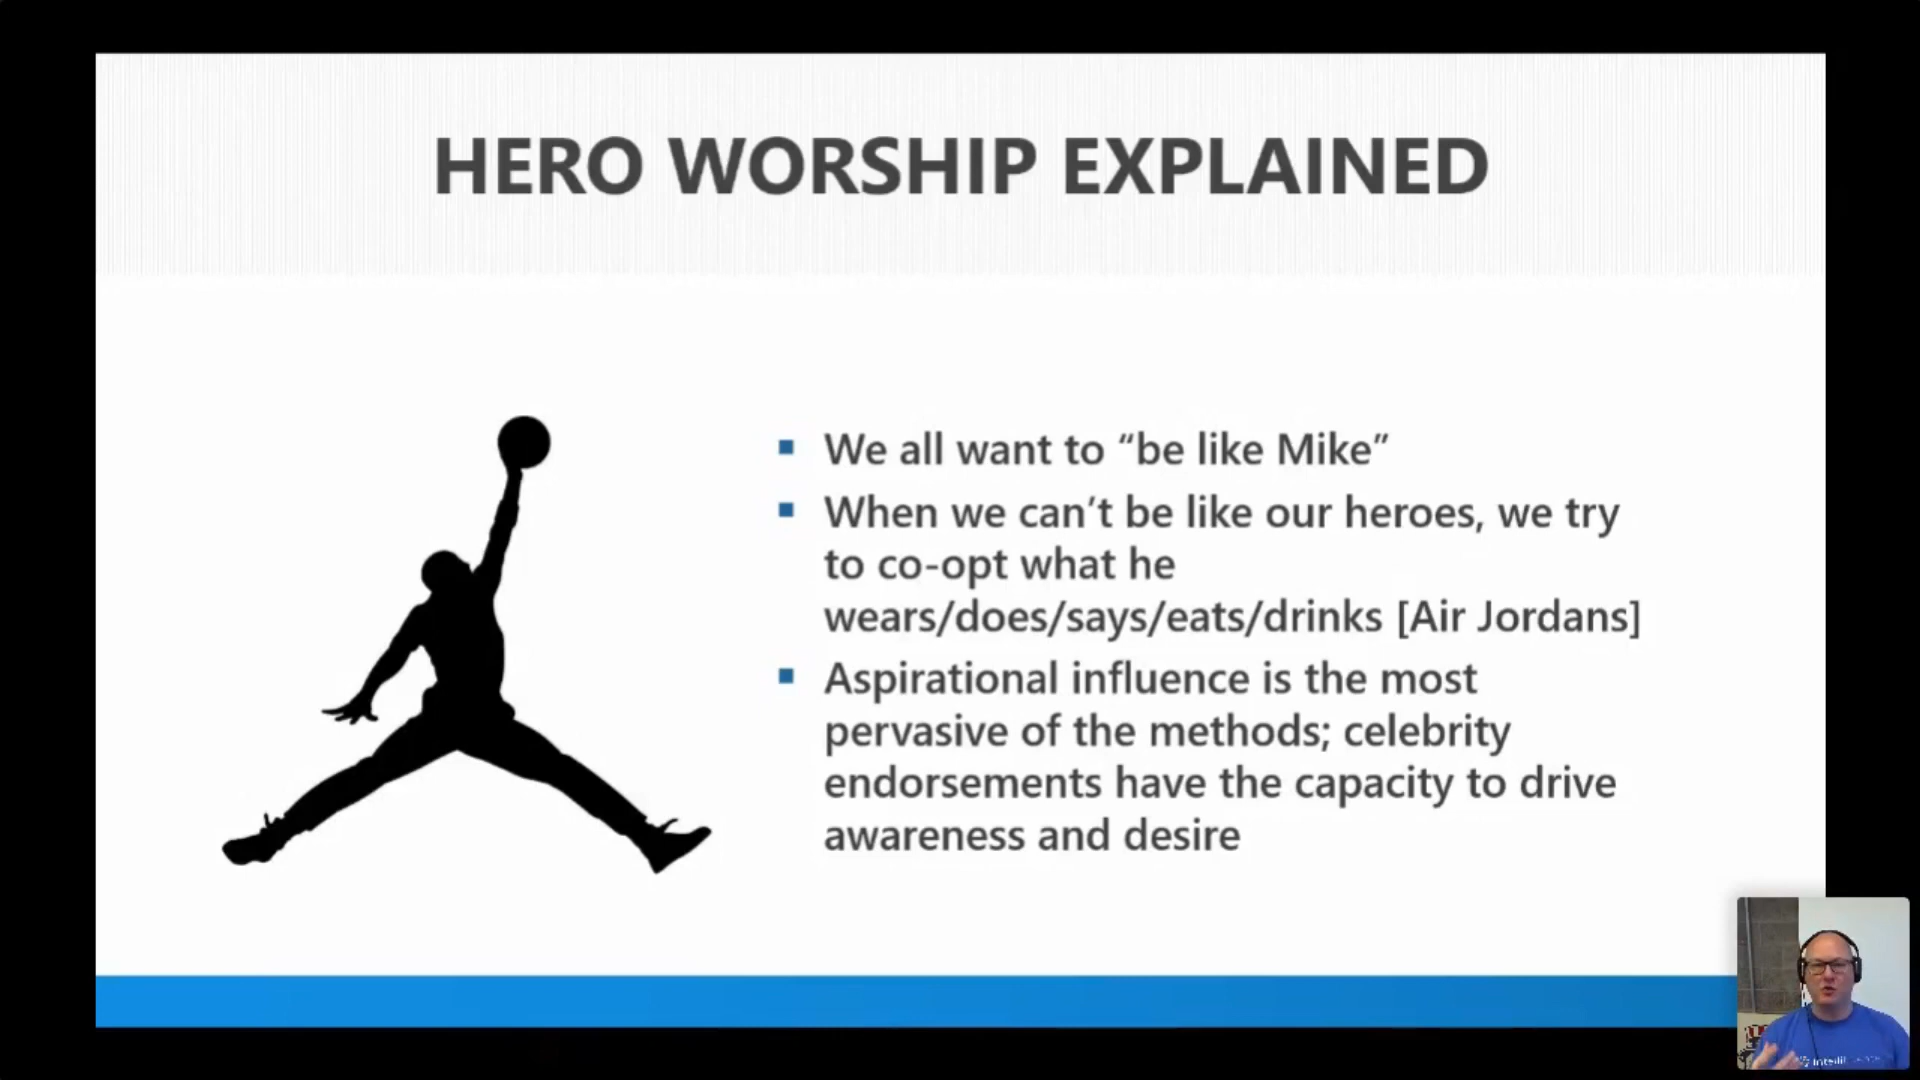 HERO WORSHIP EXPLAINED
We all want to “be like Mike”
When we can’t be like our heroes, we try
to co-opt what he
wears/does/says/eats/drinks [Air Jordans]
Aspirational influence is the most
pervasive of the methods; celebrity
endorsements have the capacity to drive
awareness and desire